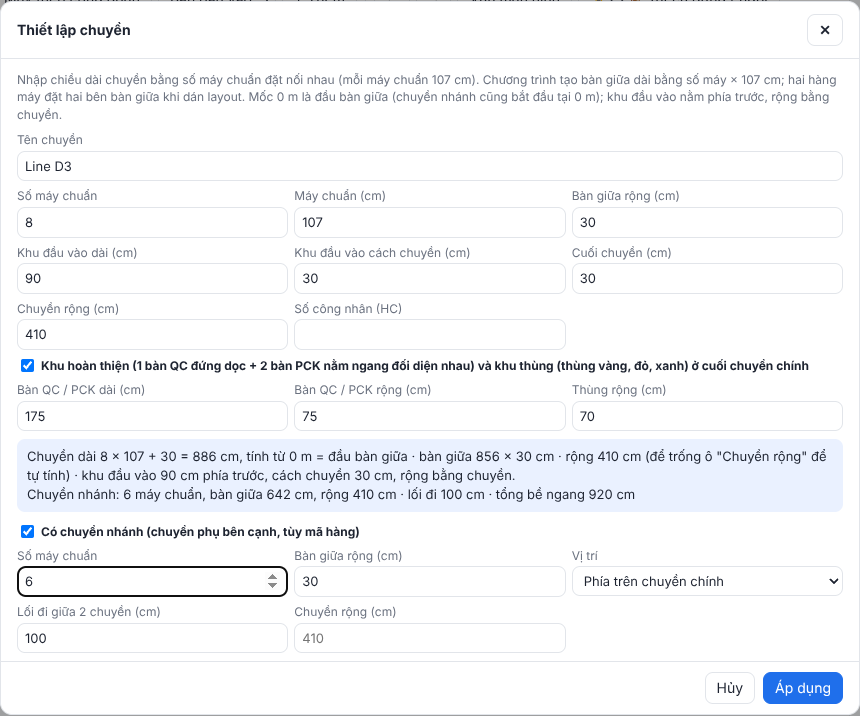 Thiết lập chuyền
×
Nhập chiều dài chuyền bằng số máy chuẩn đặt nối nhau (mỗi máy chuẩn 107 cm). Chương trình tạo bàn giữa dài bằng số máy × 107 cm; hai hàng
máy đặt hai bên bàn giữa khi dán layout. Mốc 0 m là đầu bàn giữa (chuyền nhánh cũng bắt đầu tại 0 m); khu đầu vào nằm phía trước, rộng bằng
chuyền.
Tên chuyền
Line D3
Số máy chuẩn Máy chuẩn (cm) Bàn giữa rộng (cm)
8 107 30
Khu đầu vào dài (cm) Khu đầu vào cách chuyền (cm) Cuối chuyền (cm)
90 30 30
Chuyền rộng (cm) Số công nhân (HC)
410
Khu hoàn thiện (1 bàn QC đứng dọc + 2 bàn PCK nằm ngang đối diện nhau) và khu thùng (thùng vàng, đỏ, xanh) ở cuối chuyền chính
Bàn QC / PCK dài (cm) Bàn QC / PCK rộng (cm) Thùng rộng (cm)
175 75 70
Chuyền dài 8 × 107 + 30 = 886 cm, tính từ 0 m = đầu bàn giữa · bàn giữa 856 × 30 cm · rộng 410 cm (để trống ô "Chuyền rộng" để
tự tính) · khu đầu vào 90 cm phía trước, cách chuyền 30 cm, rộng bằng chuyền.
Chuyền nhánh: 6 máy chuẩn, bàn giữa 642 cm, rộng 410 cm · lối đi 100 cm · tổng bề ngang 920 cm
Có chuyền nhánh (chuyền phụ bên cạnh, tùy mã hàng)
Số máy chuẩn Bàn giữa rộng (cm) Vị trí
6 30 Phía trên chuyền chính
Lối đi giữa 2 chuyền (cm) Chuyền rộng (cm)
100 410
Hủy Áp dụng